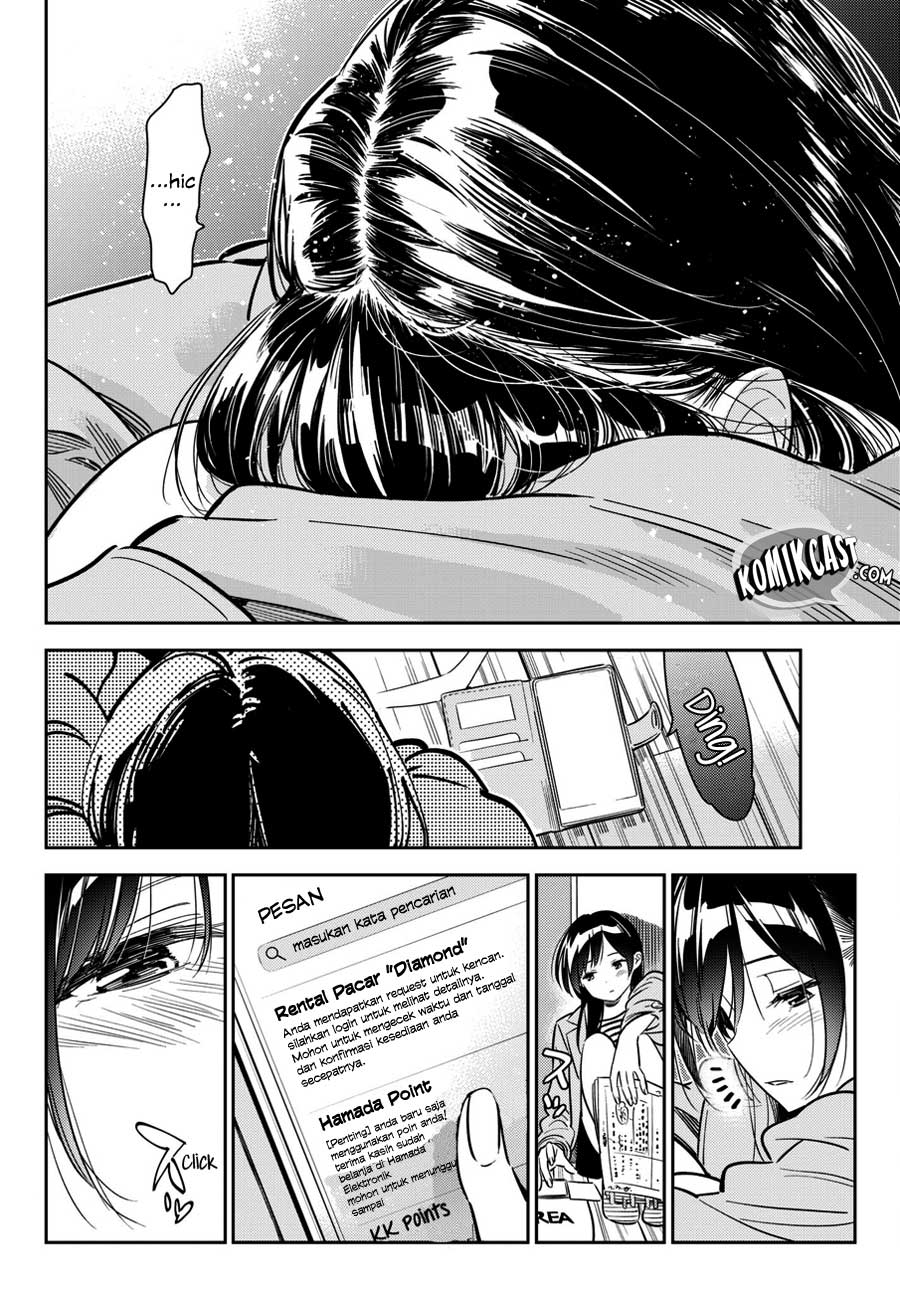 ...hic
...
KOMIKCAST
.COM
Ding!
PESAN
masukan kata pencarian
Rental Pacar "Diamond"
Anda mendapatkan request untuk kencan.
silahkan login untuk melihat detailnya.
Mohon untuk mengecek waktu dan tanggal
dan konfirmasi kesediaan anda
secepatnya.
Hamada Point
[Penting] anda baru saja
menggunakan poin anda!
terima kasih sudah
belanja di Hamada
Elektronik
mohon untuk menunggu
sampai
KK Points
Click
REA